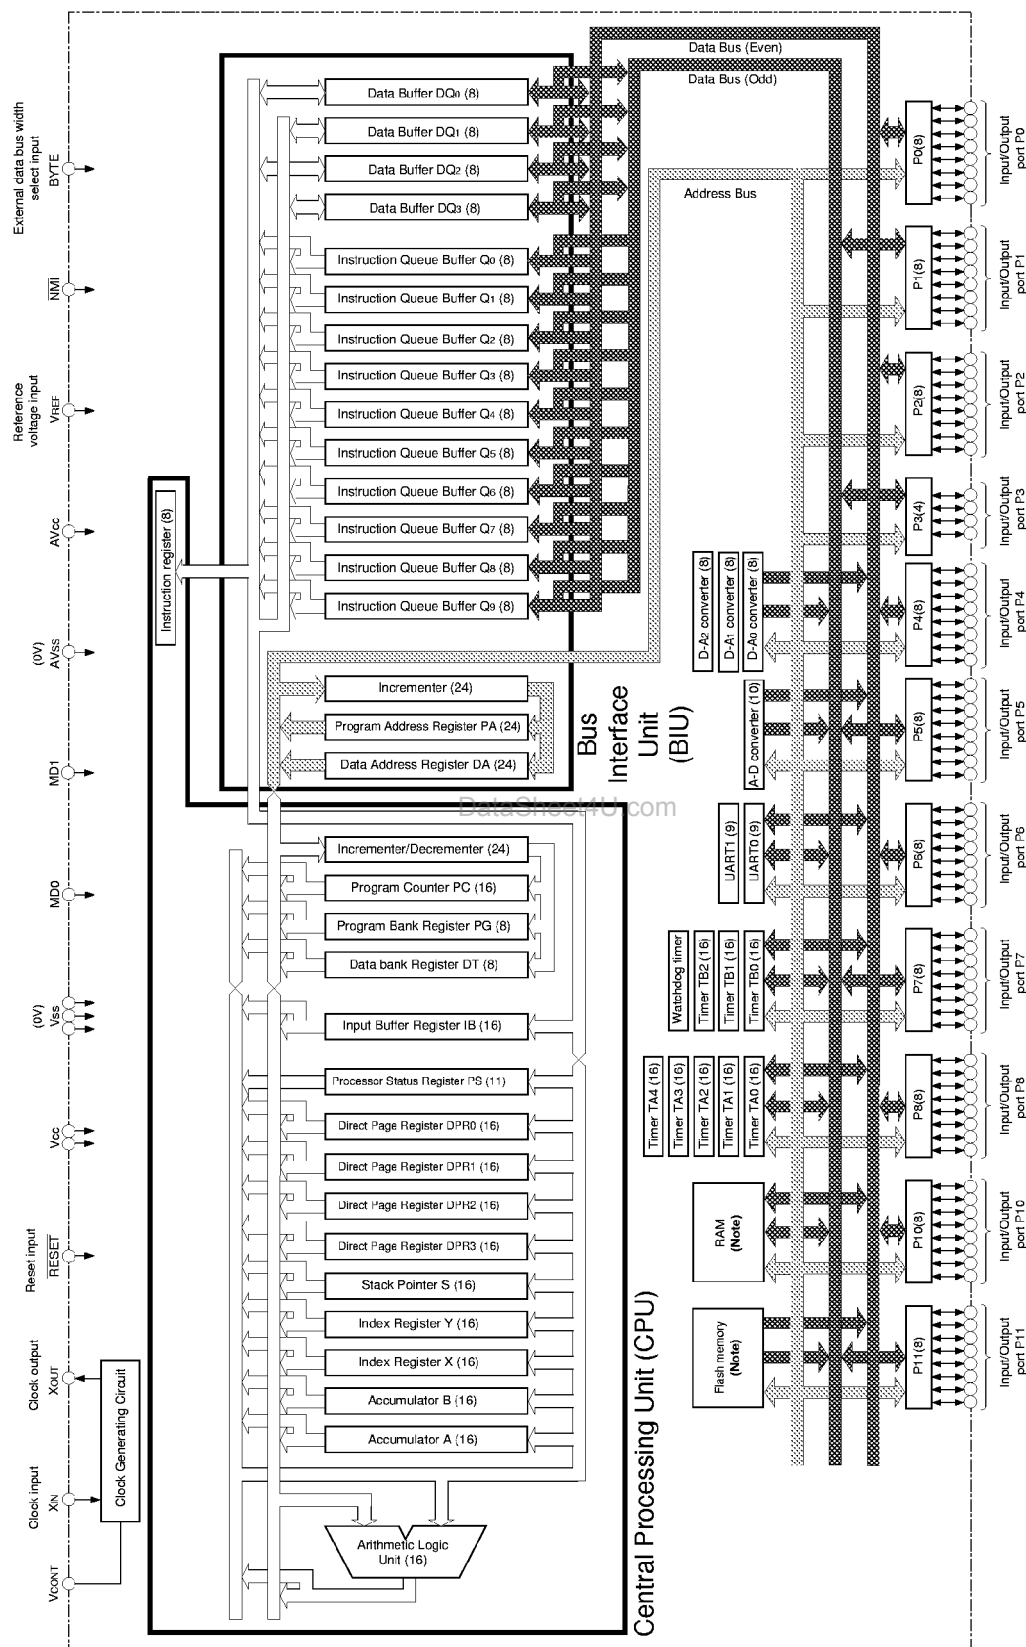 Data Bus (Even)
Data Bus (Odd)
Address Bus
Data Buffer DQ0 (8)
Data Buffer DQ1 (8)
Data Buffer DQ2 (8)
Data Buffer DQ3 (8)
Instruction Queue Buffer Q0 (8)
Instruction Queue Buffer Q1 (8)
Instruction Queue Buffer Q2 (8)
Instruction Queue Buffer Q3 (8)
Instruction Queue Buffer Q4 (8)
Instruction Queue Buffer Q5 (8)
Instruction Queue Buffer Q6 (8)
Instruction Queue Buffer Q7 (8)
Instruction Queue Buffer Q8 (8)
Instruction Queue Buffer Q9 (8)
Incrementer (24)
Program Address Register PA (24)
Data Address Register DA (24)
Bus
Interface
Unit
(BIU)
Instruction register (8)
DataSheet4U.com
Incrementer/Decrementer (24)
Program Counter PC (16)
Program Bank Register PG (8)
Data bank Register DT (8)
Input Buffer Register IB (16)
Processor Status Register PS (11)
Direct Page Register DPR0 (16)
Direct Page Register DPR1 (16)
Direct Page Register DPR2 (16)
Direct Page Register DPR3 (16)
Stack Pointer S (16)
Index Register Y (16)
Index Register X (16)
Accumulator B (16)
Accumulator A (16)
Arithmetic Logic
Unit (16)
Central Processing Unit (CPU)
External data bus width
select input
BYTE
NMI
Reference
voltage input
VREF
AVcc
(0V)
AVss
MD1
MD0
(0V)
Vss
Vcc
Reset input
RESET
Clock output
XOUT
Clock input
XIN
VCONT
Clock Generating Circuit
D-A2 converter (8)
D-A1 converter (8)
D-A0 converter (8)
A-D converter (10)
UART1 (9)
UART0 (9)
Watchdog timer
Timer TB2 (16)
Timer TB1 (16)
Timer TB0 (16)
Timer TA4 (16)
Timer TA3 (16)
Timer TA2 (16)
Timer TA1 (16)
Timer TA0 (16)
RAM
(Note)
Flash memory
(Note)
P0(8)
Input/Output
port P0
P1(8)
Input/Output
port P1
P2(8)
Input/Output
port P2
P3(4)
Input/Output
port P3
P4(8)
Input/Output
port P4
P5(8)
Input/Output
port P5
P6(8)
Input/Output
port P6
P7(8)
Input/Output
port P7
P8(8)
Input/Output
port P8
P10(8)
Input/Output
port P10
P11(8)
Input/Output
port P11